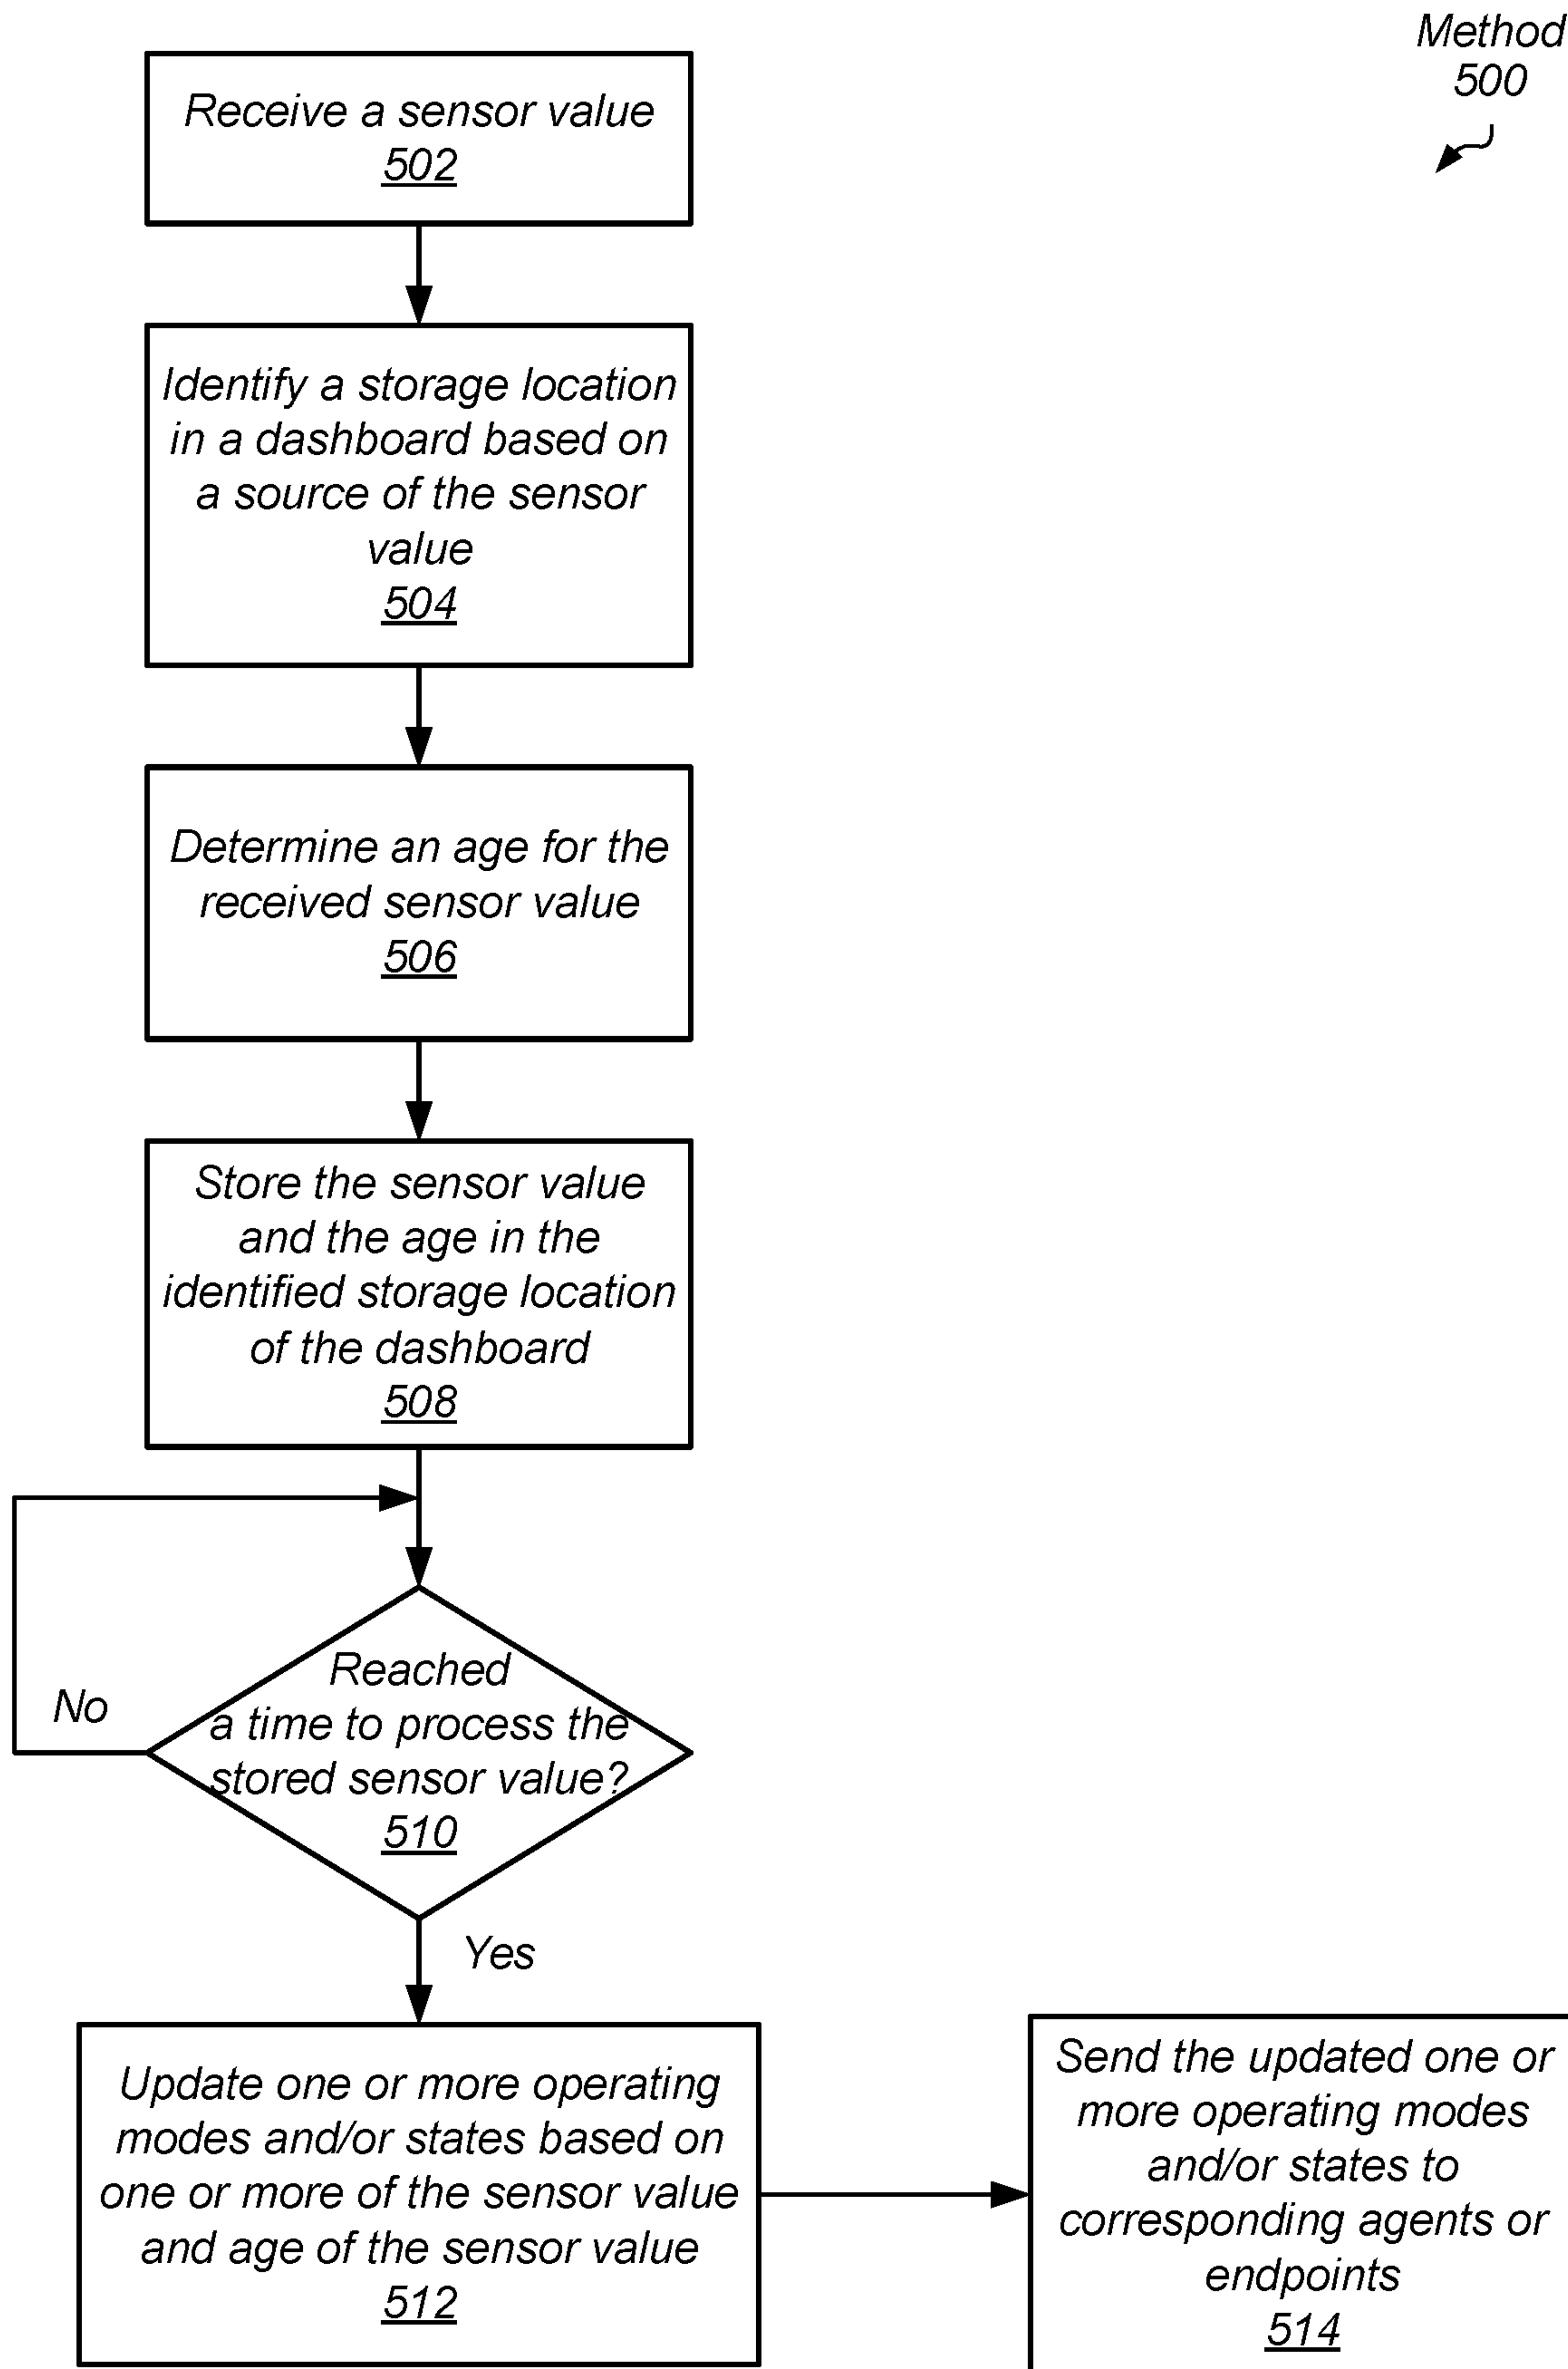 Method
500
Receive a sensor value
502
Identify a storage location
in a dashboard based on
a source of the sensor
value
504
Determine an age for the
received sensor value
506
Store the sensor value
and the age in the
identified storage location
of the dashboard
508
Reached
a time to process the
stored sensor value?
510
No
Yes
Update one or more operating
modes and/or states based on
one or more of the sensor value
and age of the sensor value
512
Send the updated one or
more operating modes
and/or states to
corresponding agents or
endpoints
514